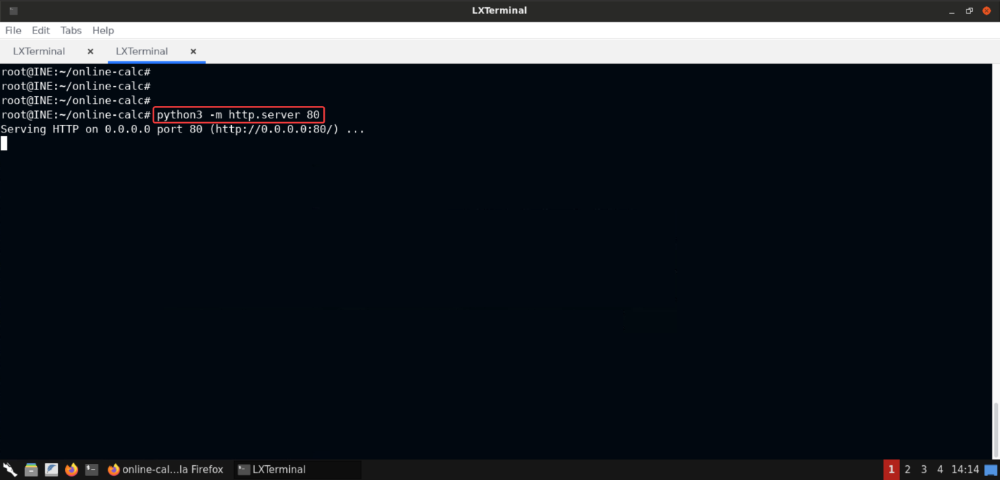 LXTerminal
File Edit Tabs Help
LXTerminal × LXTerminal ×
root@INE:~/online-calc#
root@INE:~/online-calc#
root@INE:~/online-calc#
root@INE:~/online-calc# python3 -m http.server 80
Serving HTTP on 0.0.0.0 port 80 (http://0.0.0.0:80/) ...
online-cal...la Firefox LXTerminal 1 2 3 4 14:14